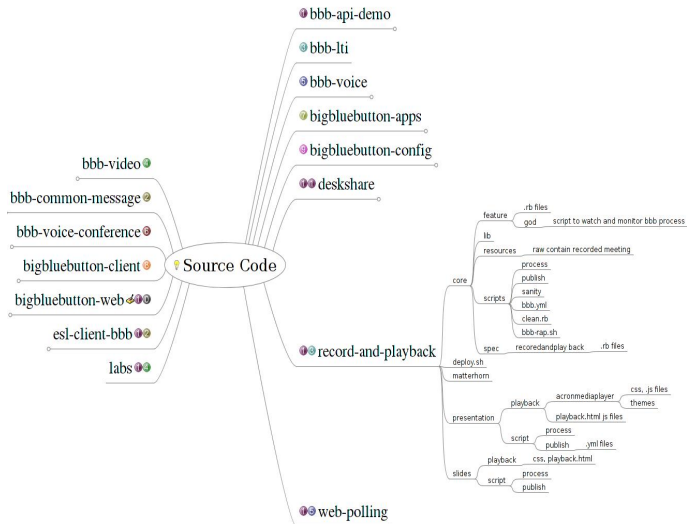 Source Code
bbb-video
bbb-common-message
bbb-voice-conference
bigbluebutton-client
bigbluebutton-web
esl-client-bbb
labs
bbb-api-demo
bbb-lti
bbb-voice
bigbluebutton-apps
bigbluebutton-config
deskshare
record-and-playback
core
feature
.rb files
god
script to watch and monitor bbb process
lib
resources
raw contain recorded meeting
scripts
process
publish
sanity
bbb.yml
clean.rb
bbb-rap.sh
spec
recordedandplay back
.rb files
deploy.sh
matterhorn
presentation
playback
acronmediaplayer
css, .js files
themes
playback.html js files
script
process
publish
.yml files
slides
playback
css, playback.html
script
process
publish
web-polling